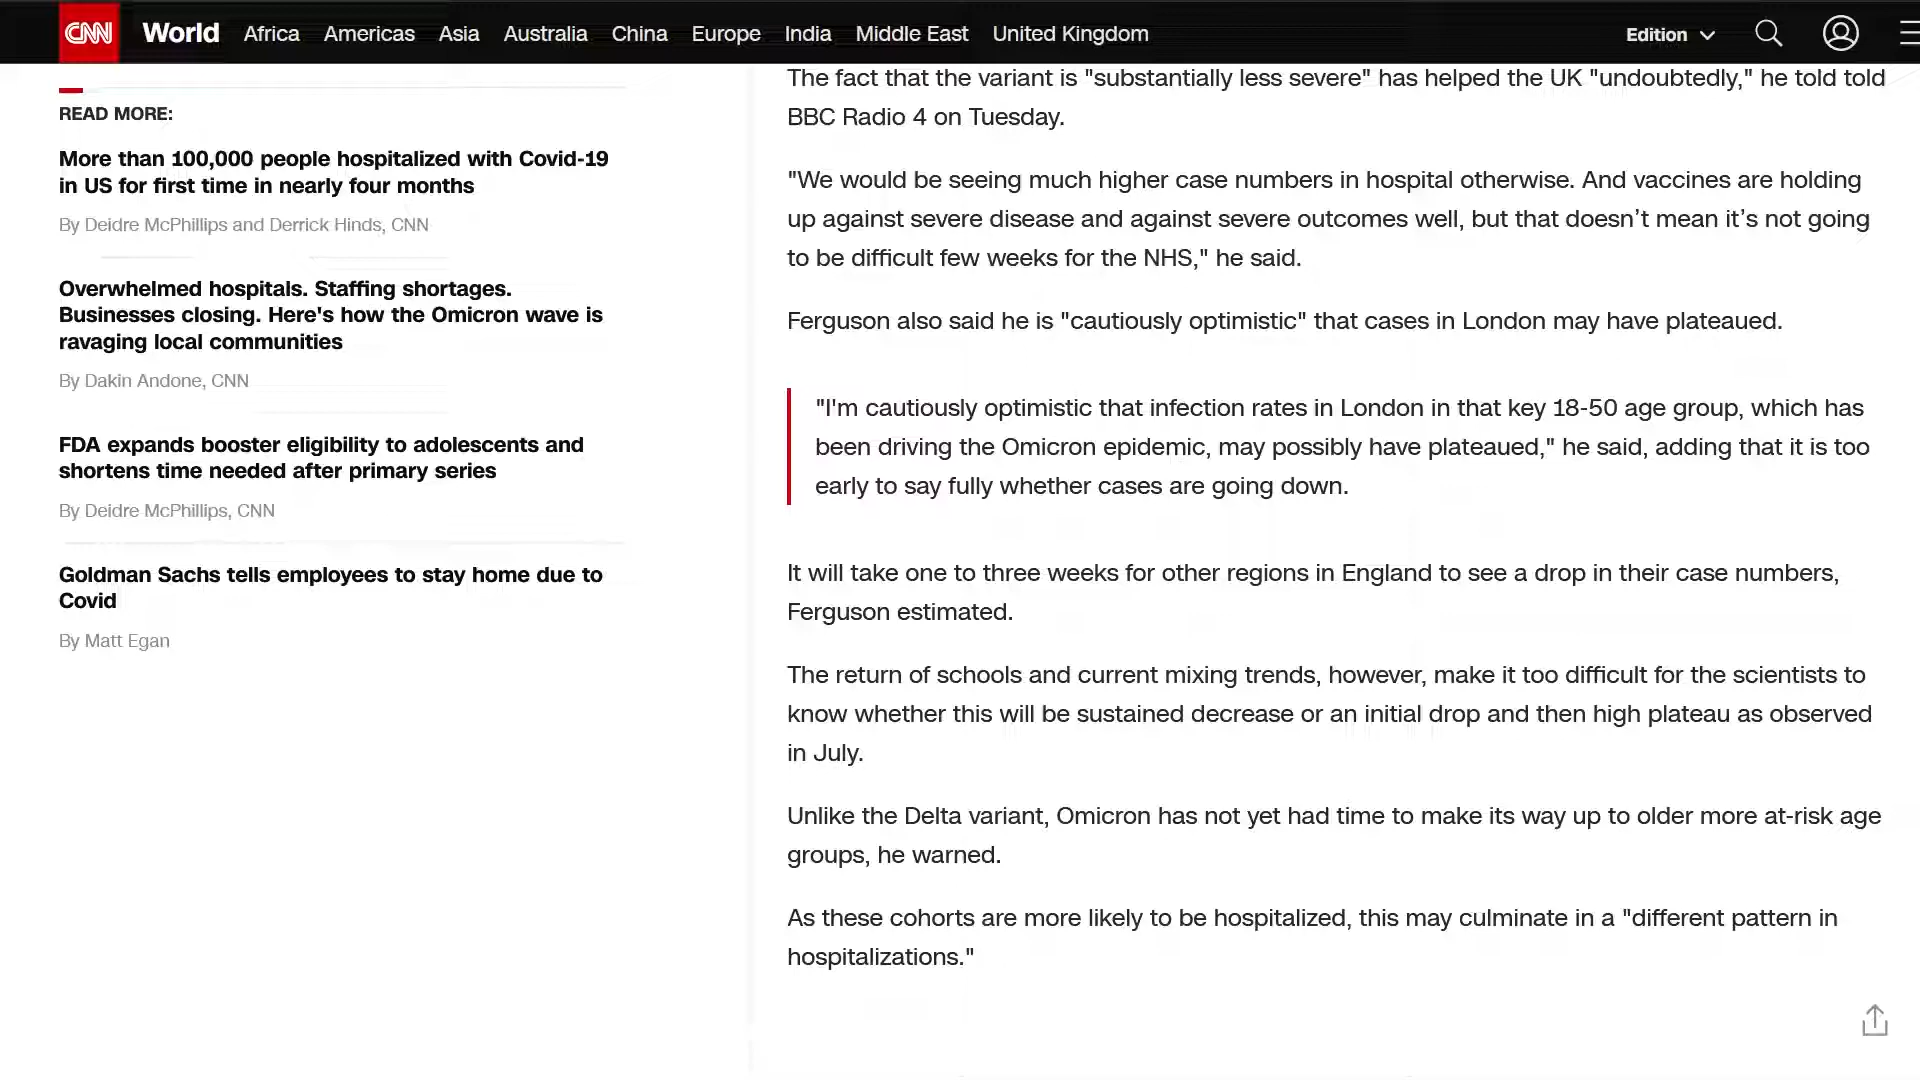 CNN World Africa Americas Asia Australia China Europe India Middle East United Kingdom Edition
READ MORE:
More than 100,000 people hospitalized with Covid-19
in US for first time in nearly four months
By Deidre McPhillips and Derrick Hinds, CNN
Overwhelmed hospitals. Staffing shortages.
Businesses closing. Here's how the Omicron wave is
ravaging local communities
By Dakin Andone, CNN
FDA expands booster eligibility to adolescents and
shortens time needed after primary series
By Deidre McPhillips, CNN
Goldman Sachs tells employees to stay home due to
Covid
By Matt Egan
The fact that the variant is "substantially less severe" has helped the UK "undoubtedly," he told told
BBC Radio 4 on Tuesday.
"We would be seeing much higher case numbers in hospital otherwise. And vaccines are holding
up against severe disease and against severe outcomes well, but that doesn’t mean it’s not going
to be difficult few weeks for the NHS," he said.
Ferguson also said he is "cautiously optimistic" that cases in London may have plateaued.
"I'm cautiously optimistic that infection rates in London in that key 18-50 age group, which has
been driving the Omicron epidemic, may possibly have plateaued," he said, adding that it is too
early to say fully whether cases are going down.
It will take one to three weeks for other regions in England to see a drop in their case numbers,
Ferguson estimated.
The return of schools and current mixing trends, however, make it too difficult for the scientists to
know whether this will be sustained decrease or an initial drop and then high plateau as observed
in July.
Unlike the Delta variant, Omicron has not yet had time to make its way up to older more at-risk age
groups, he warned.
As these cohorts are more likely to be hospitalized, this may culminate in a "different pattern in
hospitalizations."